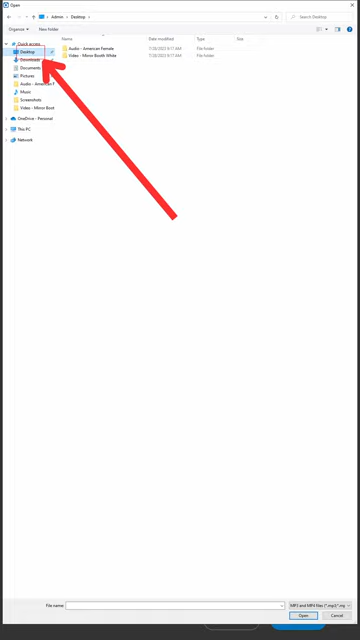 Open
Admin > Desktop >
Search Desktop
Organize
New folder
Name
Date modified
Type
Size
Quick access
Desktop
Downloads
Documents
Pictures
Audio - American F
Music
Screenshots
Video - Mirror Boot
OneDrive - Personal
This PC
Network
Audio - American Female 7/28/2023 9:17 AM File folder
Video - Mirror Booth White 7/28/2023 9:17 AM File folder
File name:
MP3 and MP4 files (*.mp3;*.mp
Open
Cancel